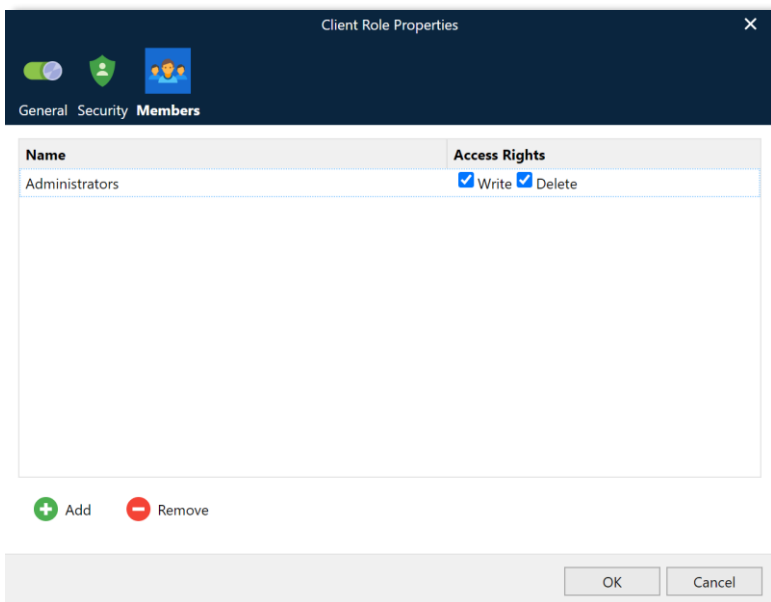 Client Role Properties
General Security Members
Name Access Rights
Administrators Write Delete
Add Remove
OK Cancel